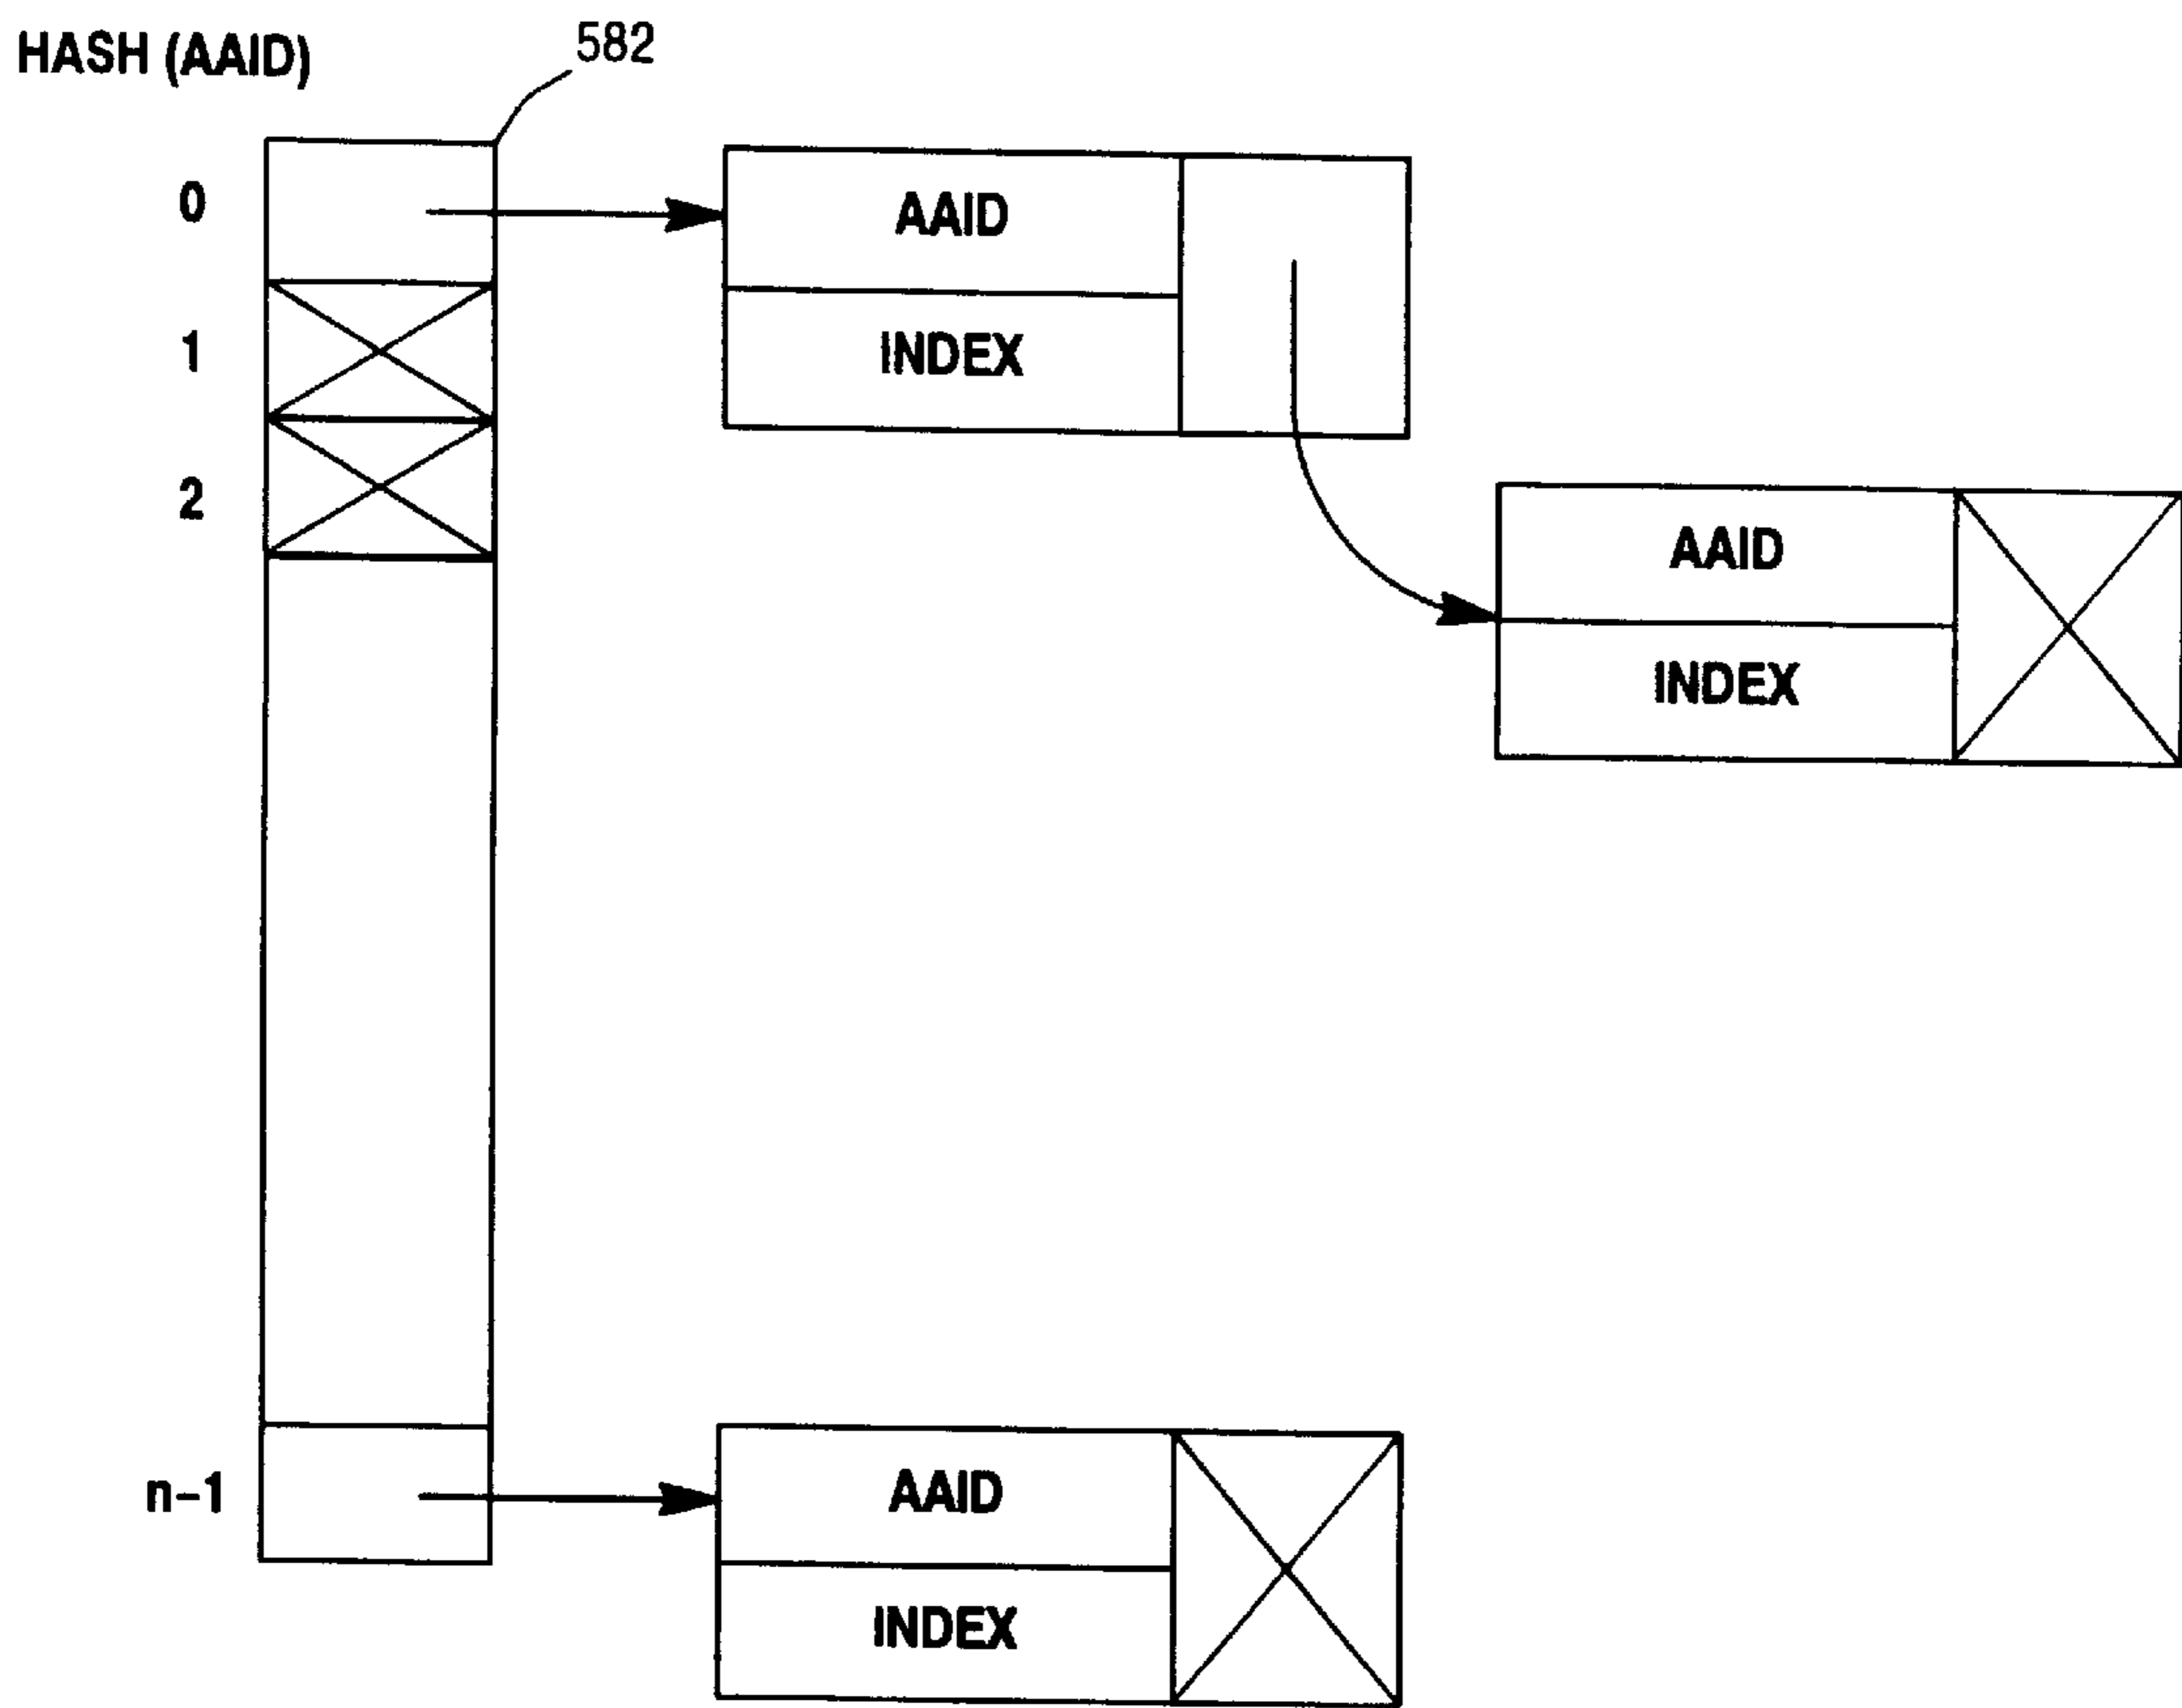 HASH (AAID)
582
0
AAID
INDEX
1
2
AAID
INDEX
n-1
AAID
INDEX